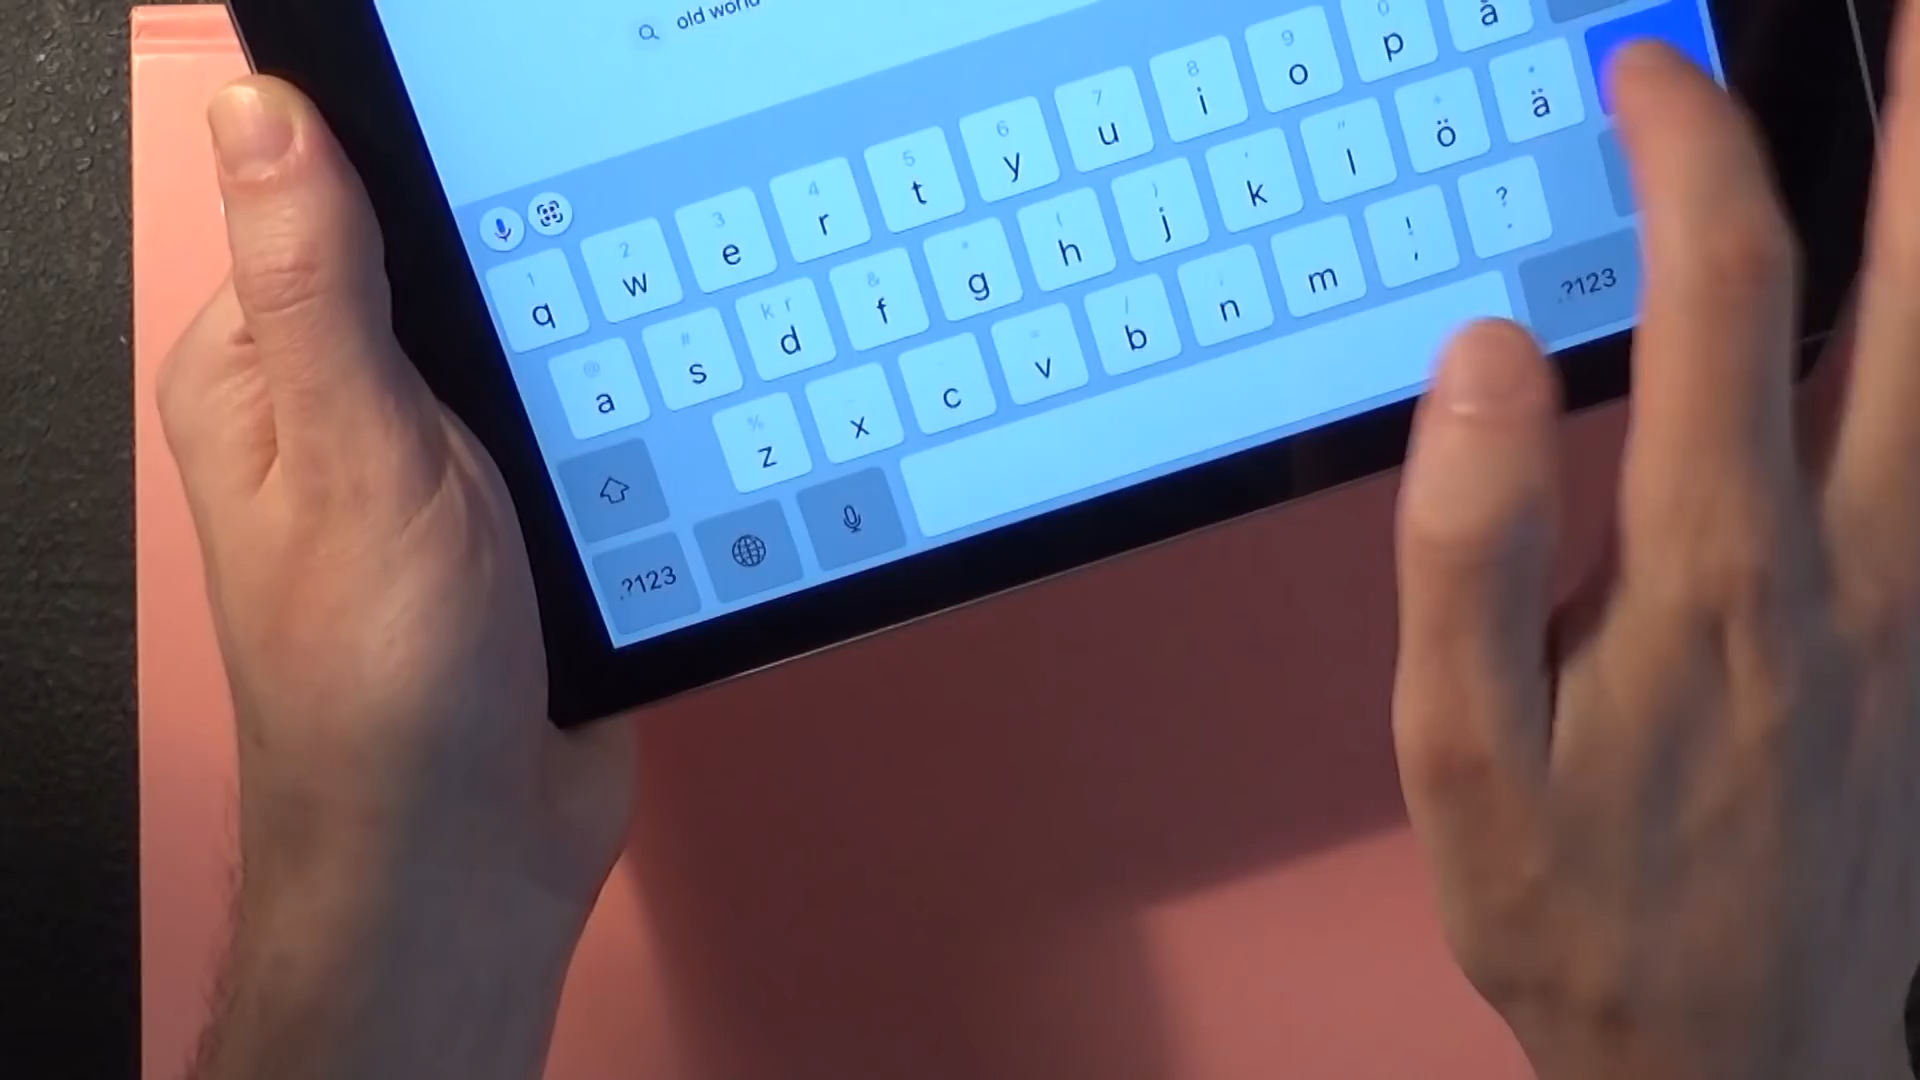 old world
1 2 3 4 5 6 7 8 9 0
q w e r t y u i o p å
@ # k r & * ( ) ' "
a s d f g h j k l ö ä
% / ! ?
z x c v b n m , .
.?123 .?123